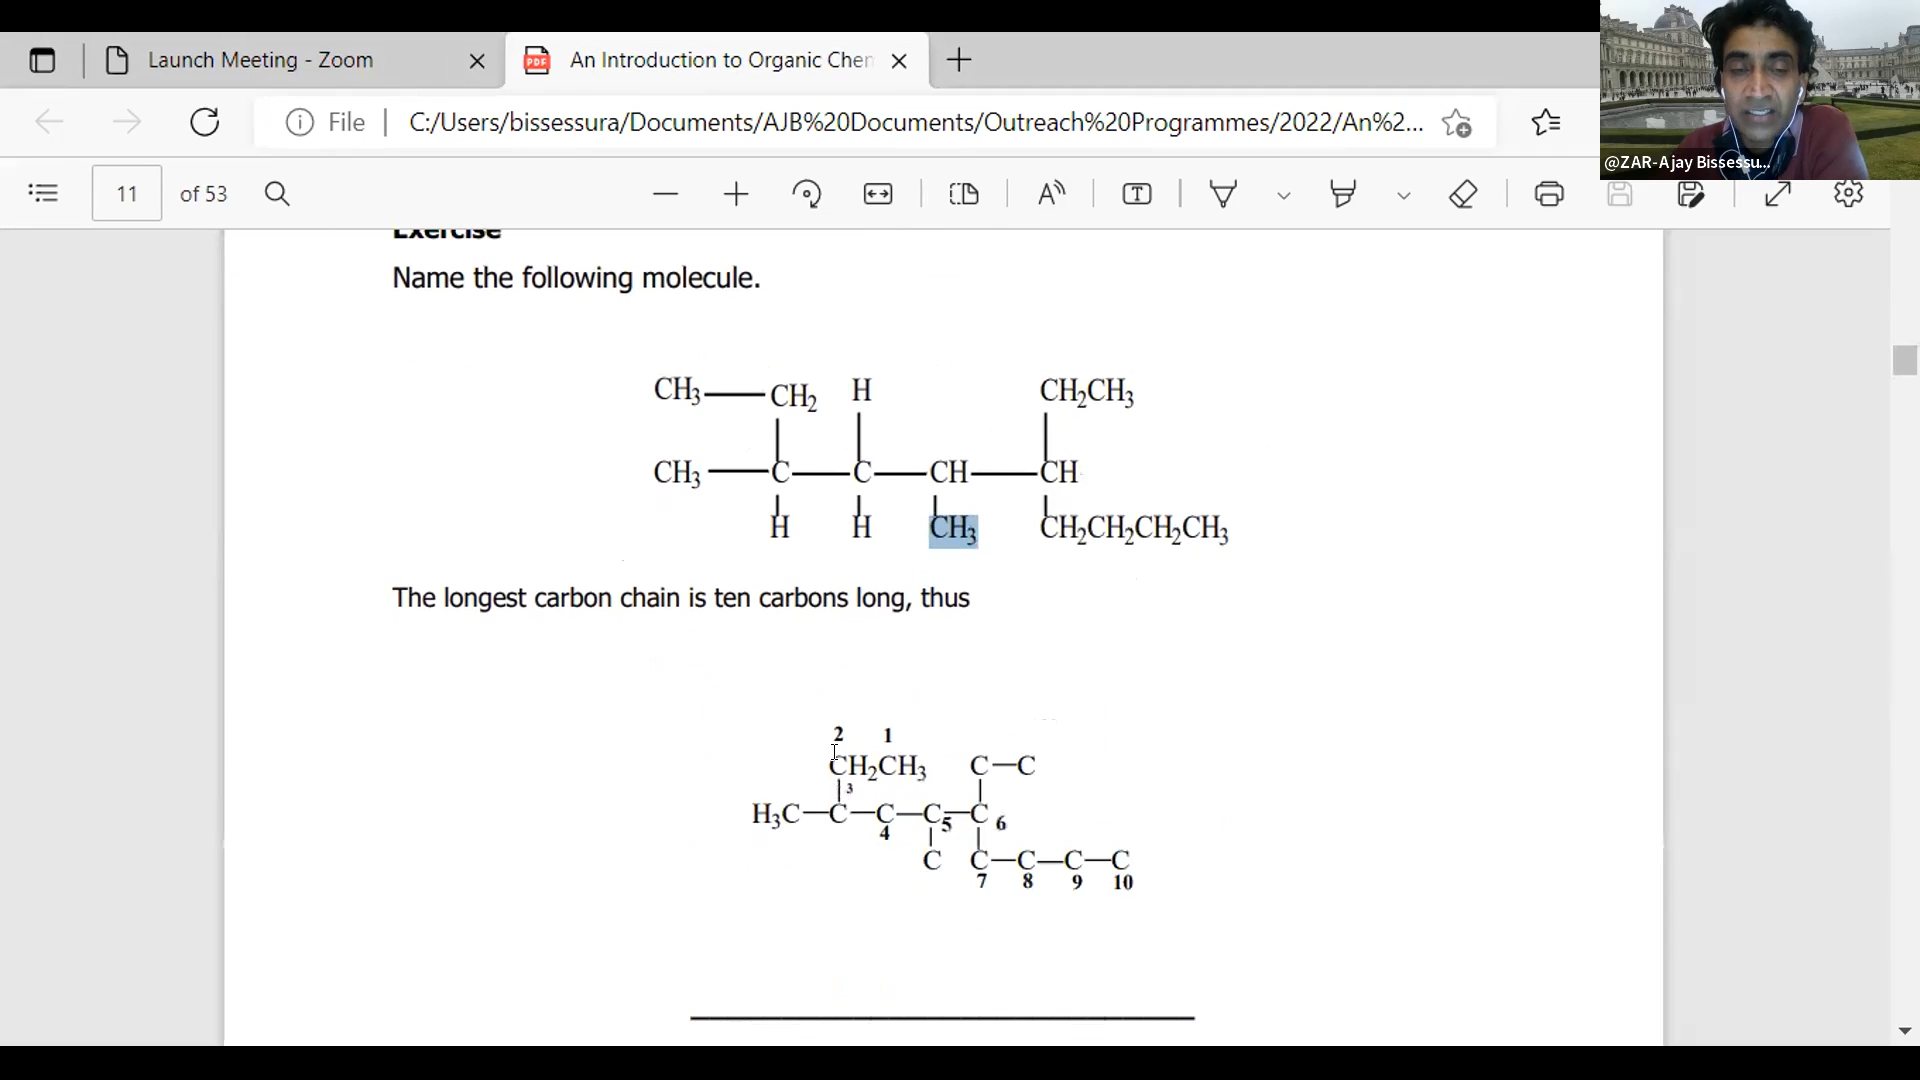 Launch Meeting - Zoom
An Introduction to Organic Chen
File
C:/Users/bissessura/Documents/AJB%20Documents/Outreach%20Programmes/2022/An%2...
@ZAR-Ajay Bissessu...
11 of 53
Exercise
Name the following molecule.
CH3 CH2 H CH2CH3
CH3 C C CH CH
H H CH3 CH2CH2CH2CH3
The longest carbon chain is ten carbons long, thus
2 1
CH2CH3 C—C
3
H3C—C—C—C—C
4 5 6
C C—C—C—C
7 8 9 10